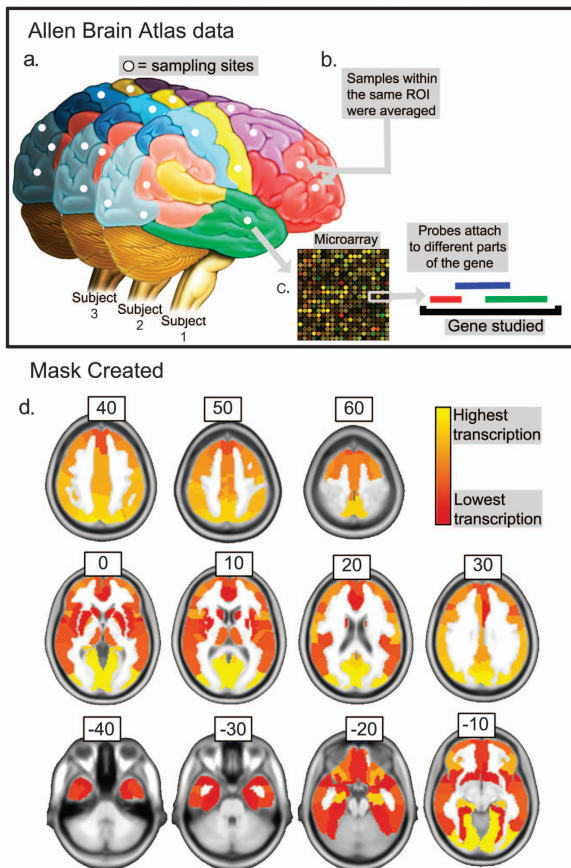 Allen Brain Atlas data
a.
= sampling sites
b.
Samples within
the same ROI
were averaged
Microarray
Probes attach
to different parts
of the gene
c.
Subject
3
Subject
2
Subject
1
Gene studied
Mask Created
d.
40
50
60
Highest
transcription
Lowest
transcription
0
10
20
30
-40
-30
-20
-10